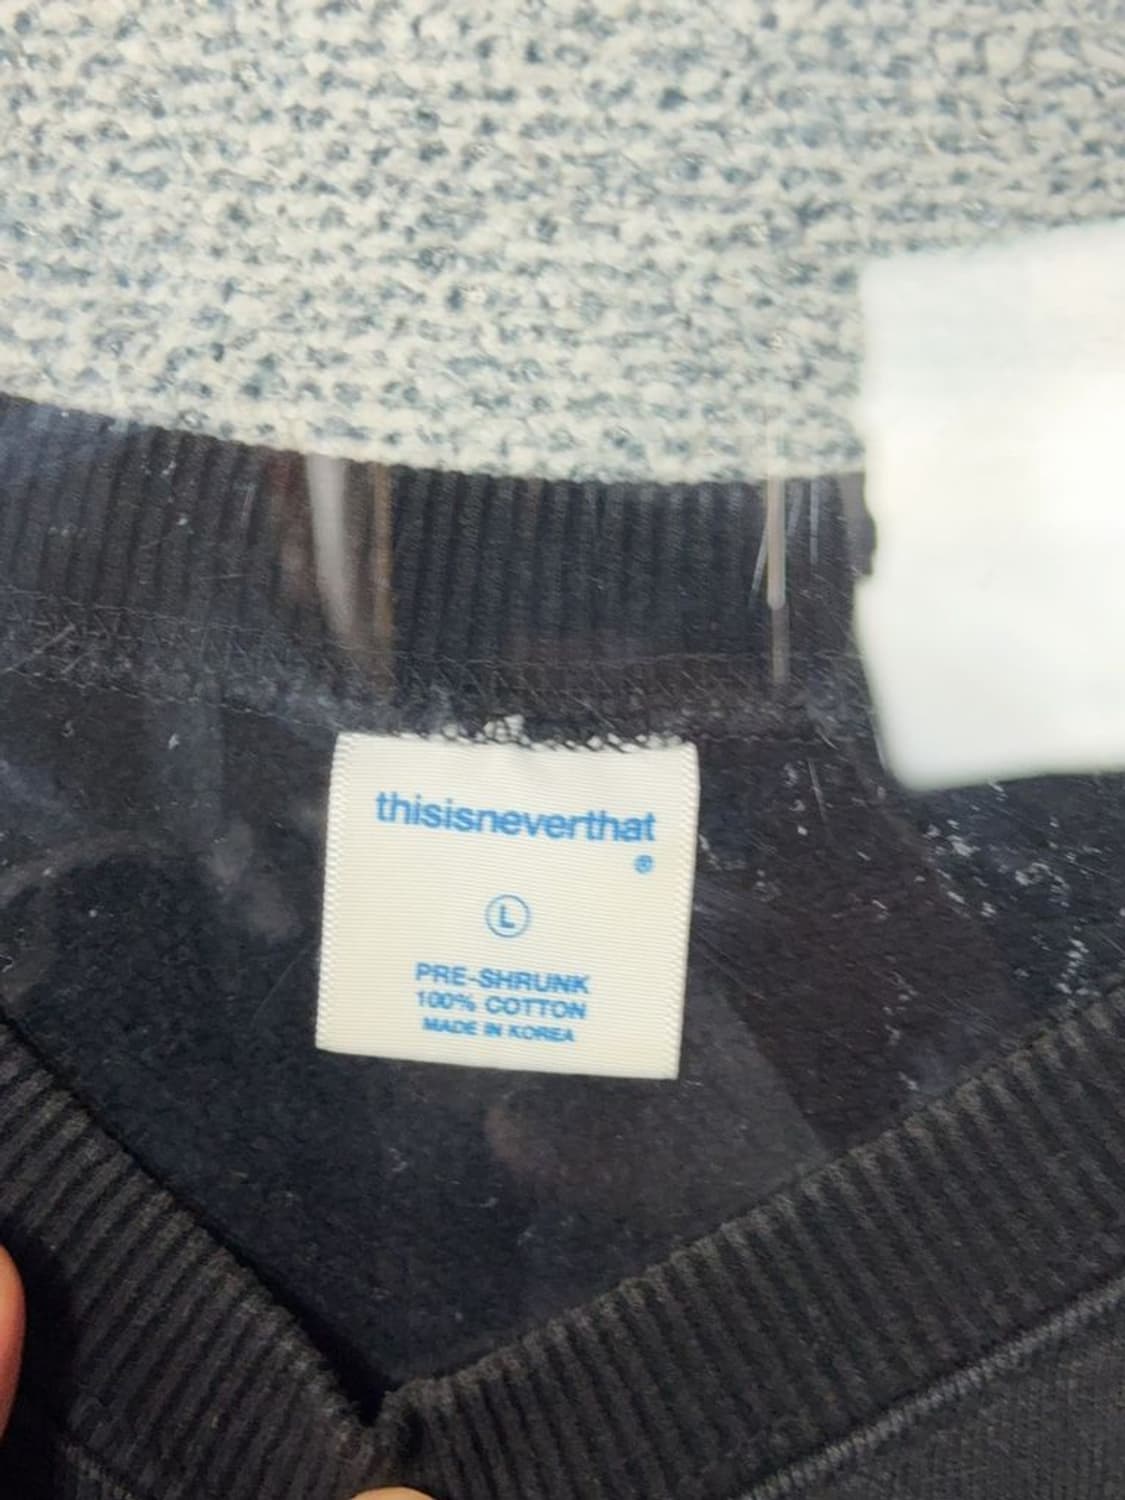 thisisneverthat
®
L
PRE-SHRUNK
100% COTTON
MADE IN KOREA